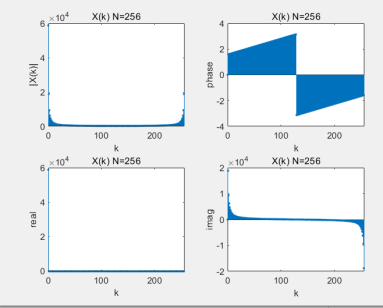 ×10⁴ X(k) N=256
6
4
2
0
|X(k)|
0 100 200
k
X(k) N=256
4
2
0
-2
-4
phase
0 100 200
k
×10⁴ X(k) N=256
6
4
2
0
real
0 100 200
k
×10⁴ X(k) N=256
2
1
0
-1
-2
imag
0 100 200
k